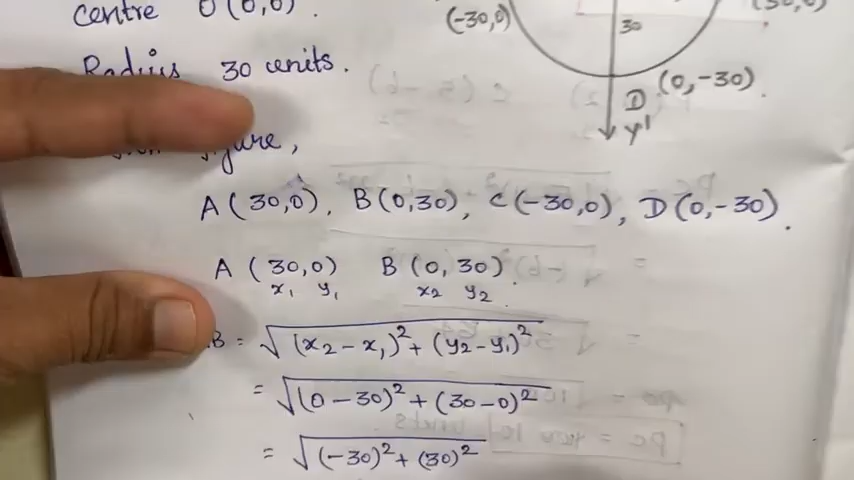 centre O(0,0).
(-30,0)
30
Radius 30 units.
D (0,-30)
y'
figure,
A(30,0), B(0,30), C(-30,0), D(0,-30).
A (30,0) B (0,30).
x₁ y₁ x₂ y₂
B = √(x₂-x₁)²+(y₂-y₁)²
= √(0-30)²+(30-0)²
= √(-30)²+(30)²